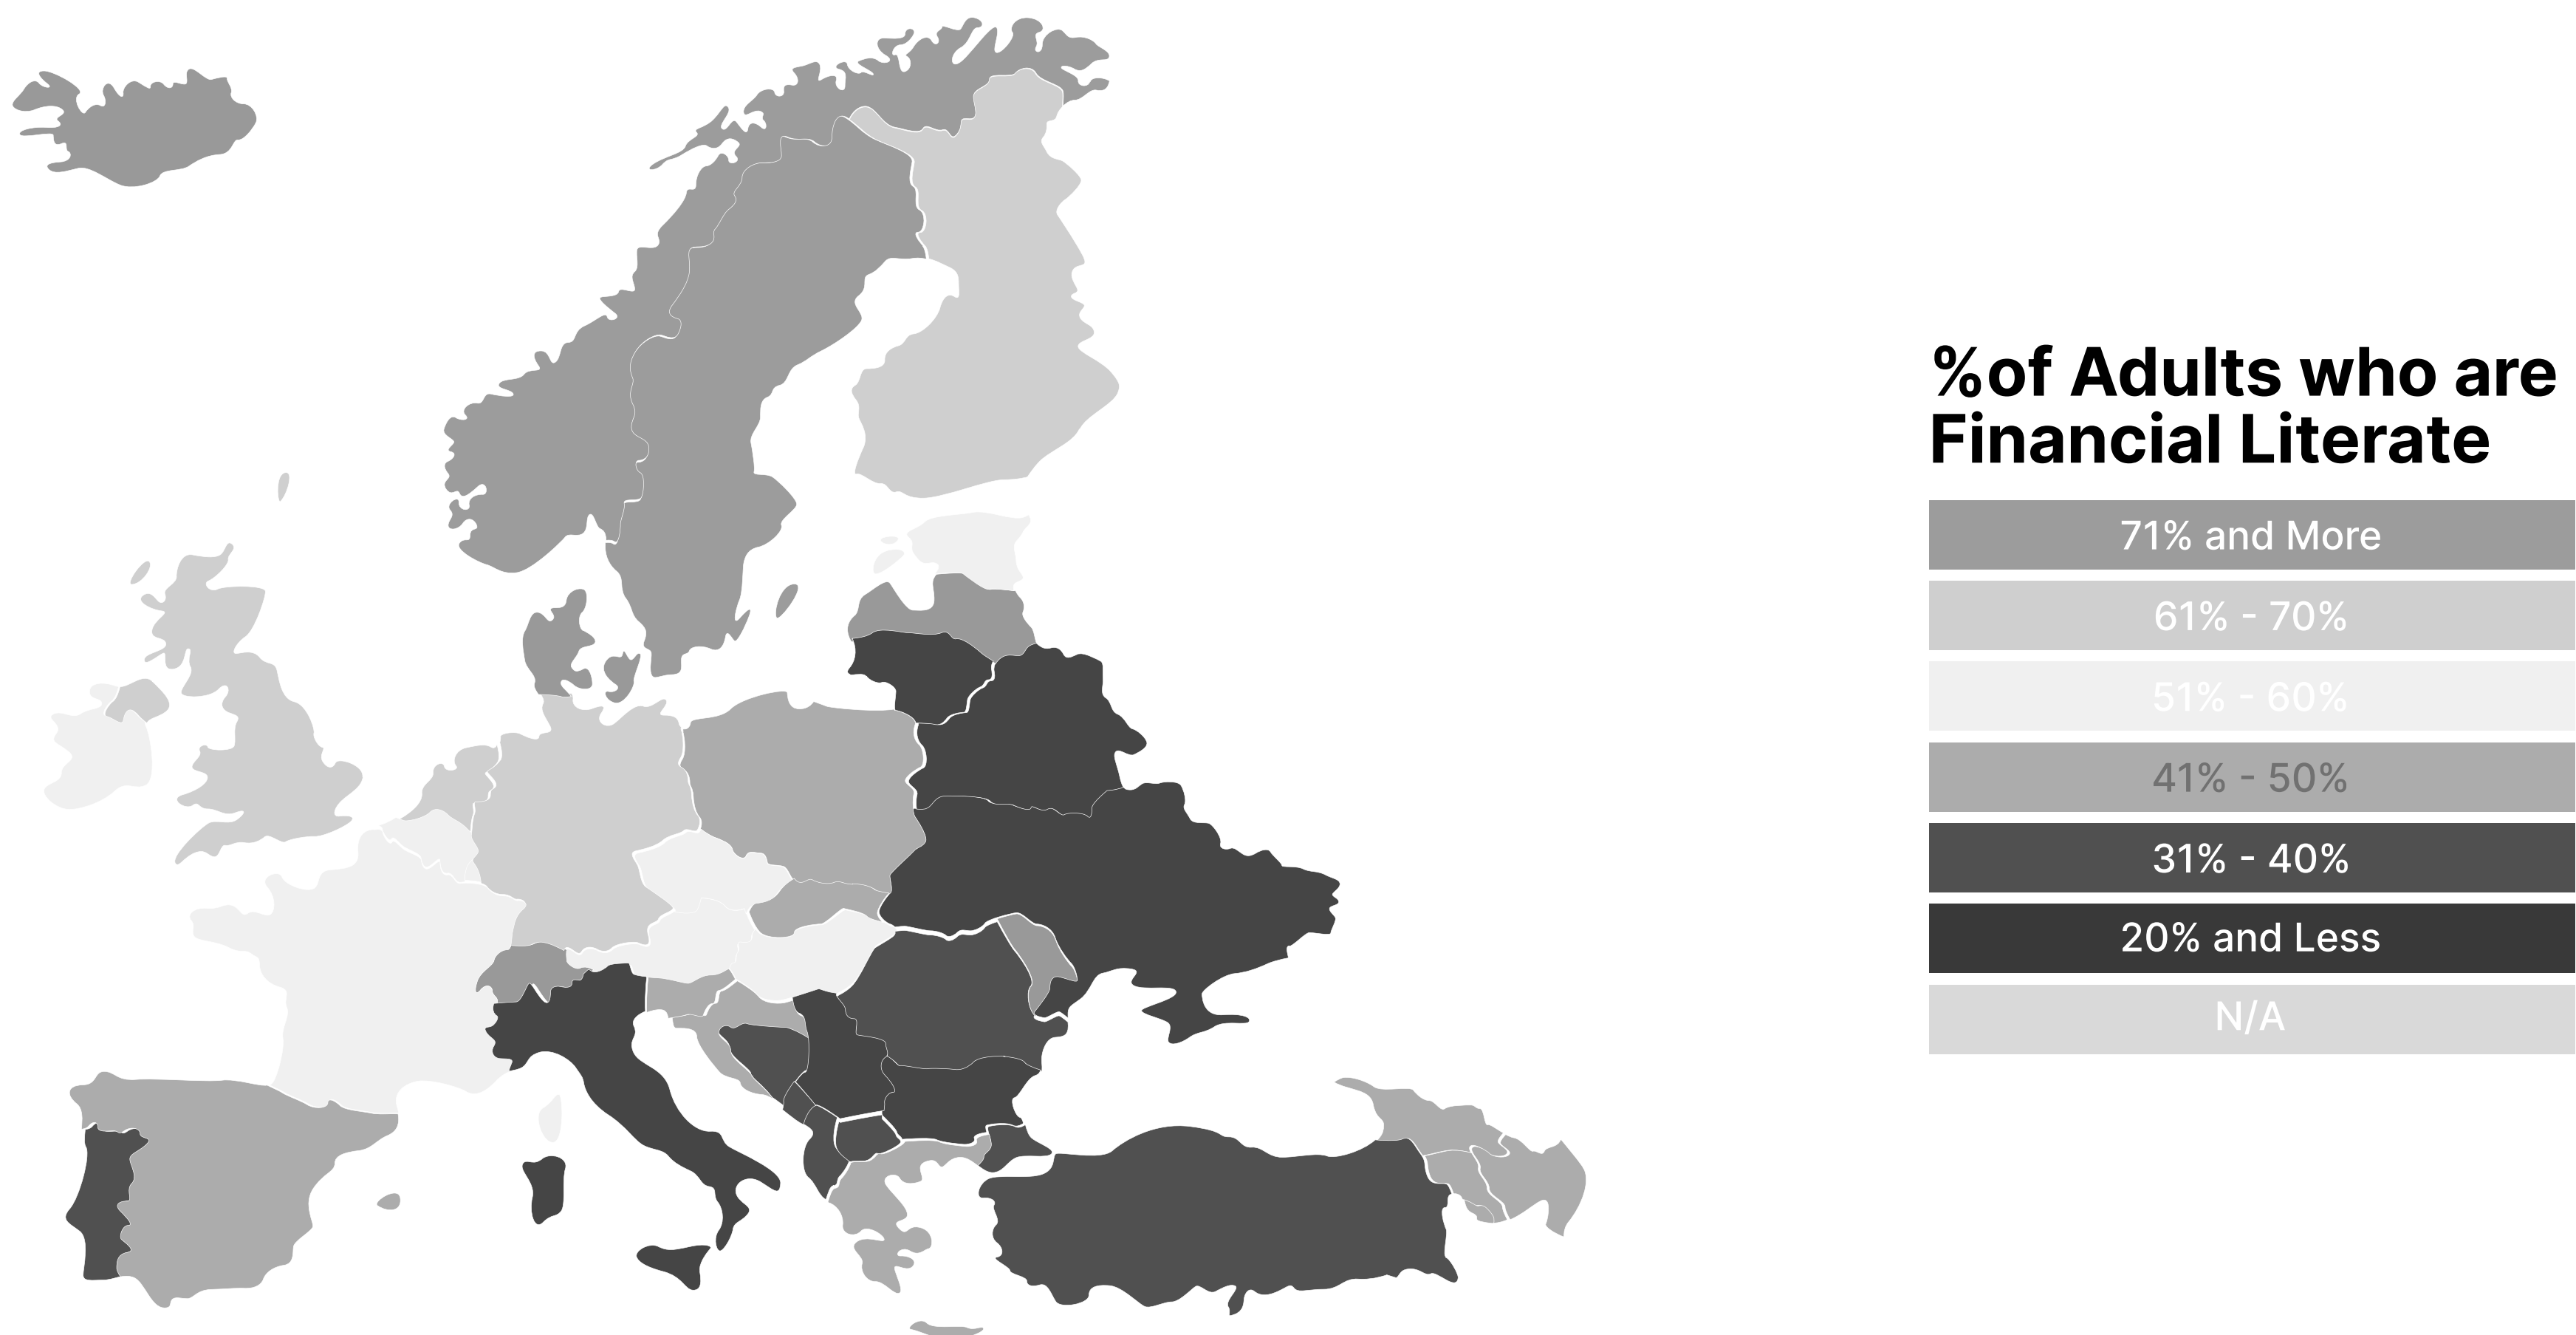 %of Adults who are
Financial Literate
71% and More
61% - 70%
51% - 60%
41% - 50%
31% - 40%
20% and Less
N/A